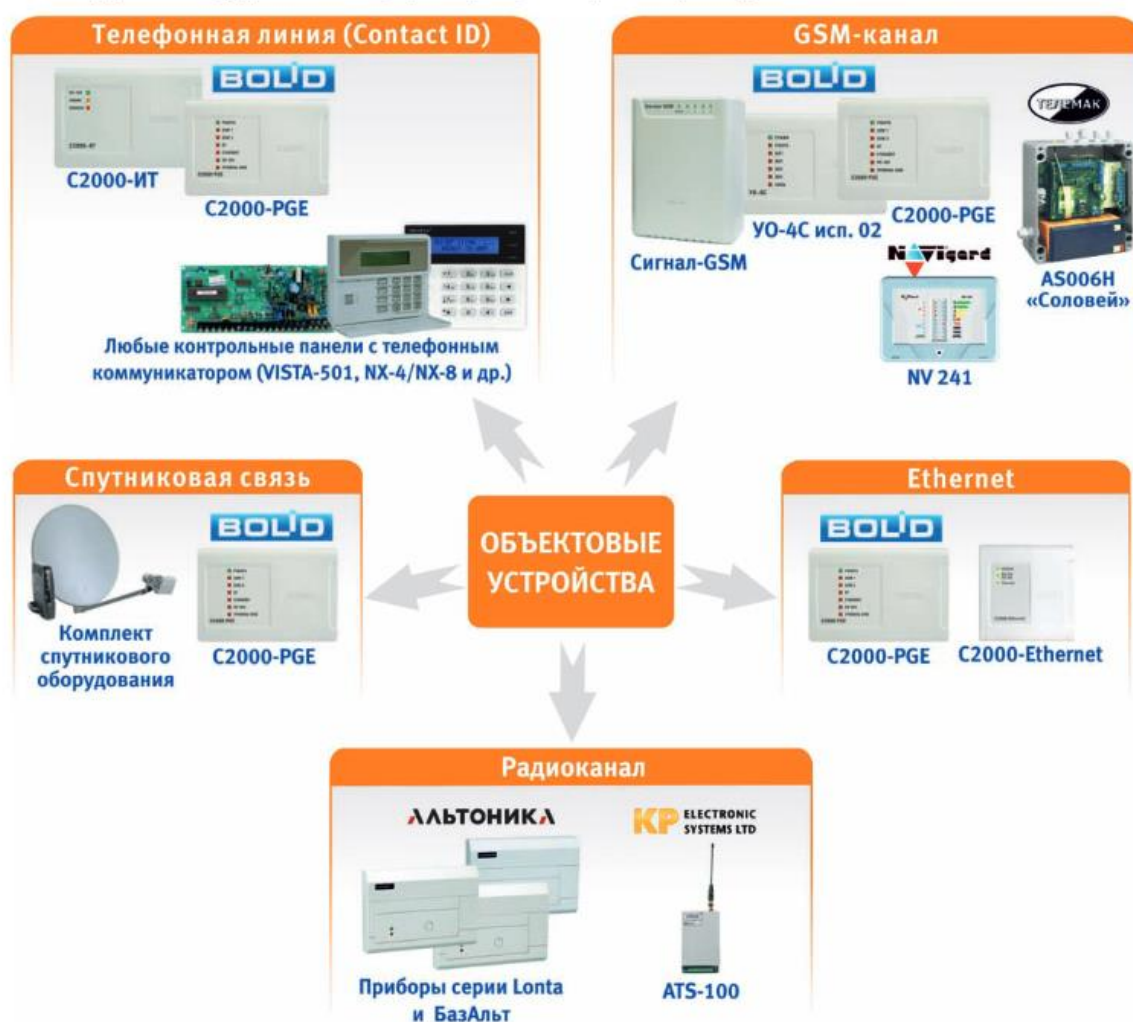 Телефонная линия (Contact ID)
BOLID
С2000-ИТ
С2000-PGE
Любые контрольные панели с телефонным
коммуникатором (VISTA-501, NX-4/NX-8 и др.)
GSM-канал
BOLID
ТЕЛЕМАК
Сигнал-GSM
УО-4С исп. 02
С2000-PGE
AS006H
«Соловей»
Navigard
NV 241
Спутниковая связь
BOLID
Комплект
спутникового
оборудования
С2000-PGE
ОБЪЕКТОВЫЕ
УСТРОЙСТВА
Ethernet
BOLID
С2000-PGE
С2000-Ethernet
Радиоканал
АЛЬТОНИКА
KP ELECTRONIC
SYSTEMS LTD
Приборы серии Lonta
и БазАльт
ATS-100